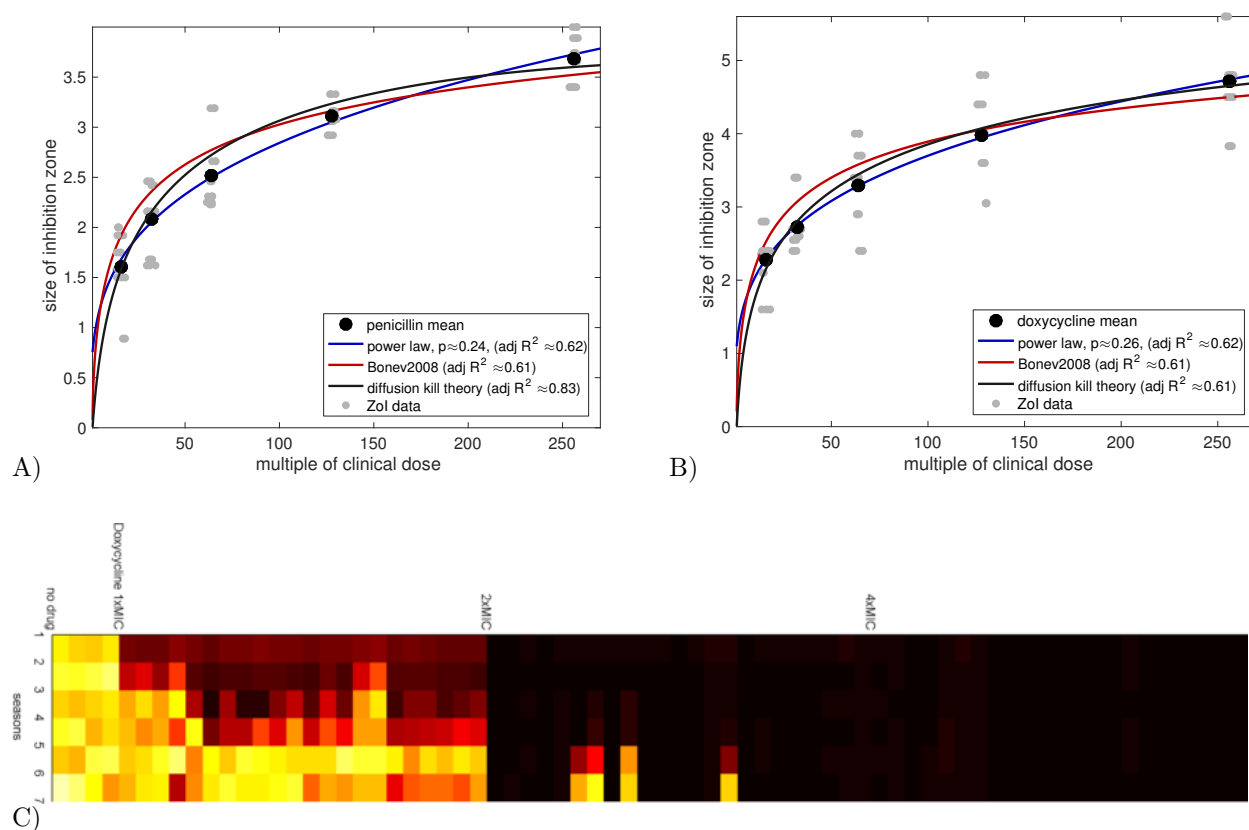 4
3.5
3
2.5
2
1.5
1
0.5
0
size of inhibition zone
penicillin mean
power law, p≈0.24, (adj R² ≈0.62)
Bonev2008 (adj R² ≈0.61)
diffusion kill theory (adj R² ≈0.83)
ZoI data
50 100 150 200 250
multiple of clinical dose
A)
5
4
3
2
1
0
size of inhibition zone
doxycycline mean
power law, p≈0.26, (adj R² ≈0.62)
Bonev2008 (adj R² ≈0.61)
diffusion kill theory (adj R² ≈0.61)
ZoI data
50 100 150 200 250
multiple of clinical dose
B)
no drug
Doxycycline 1xMIC
2xMIC
4xMIC
1
2
3
4
5
6
7
seasons
C)